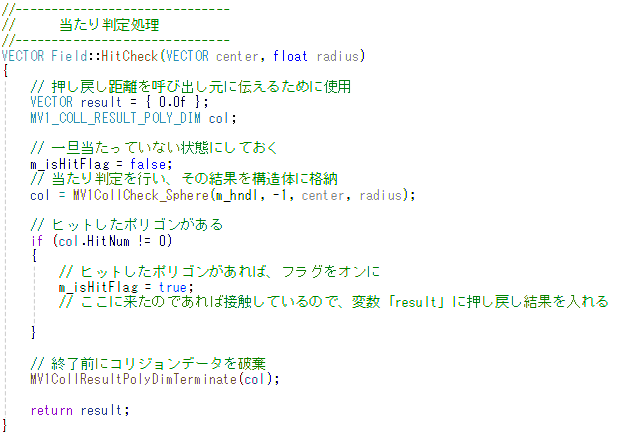 //------------------------------
//　　　当たり判定処理
//------------------------------
VECTOR Field::HitCheck(VECTOR center, float radius)
{
// 押し戻し距離を呼び出し元に伝えるために使用
VECTOR result = { 0.0f };
MV1_COLL_RESULT_POLY_DIM col;
// 一旦当たっていない状態にしておく
m_isHitFlag = false;
// 当たり判定を行い、その結果を構造体に格納
col = MV1CollCheck_Sphere(m_hndl, -1, center, radius);
// ヒットしたポリゴンがある
if (col.HitNum != 0)
{
// ヒットしたポリゴンがあれば、フラグをオンに
m_isHitFlag = true;
// ここに来たのであれば接触しているので、変数「result」に押し戻し結果を入れる
}
// 終了前にコリジョンデータを破棄
MV1CollResultPolyDimTerminate(col);
return result;
}